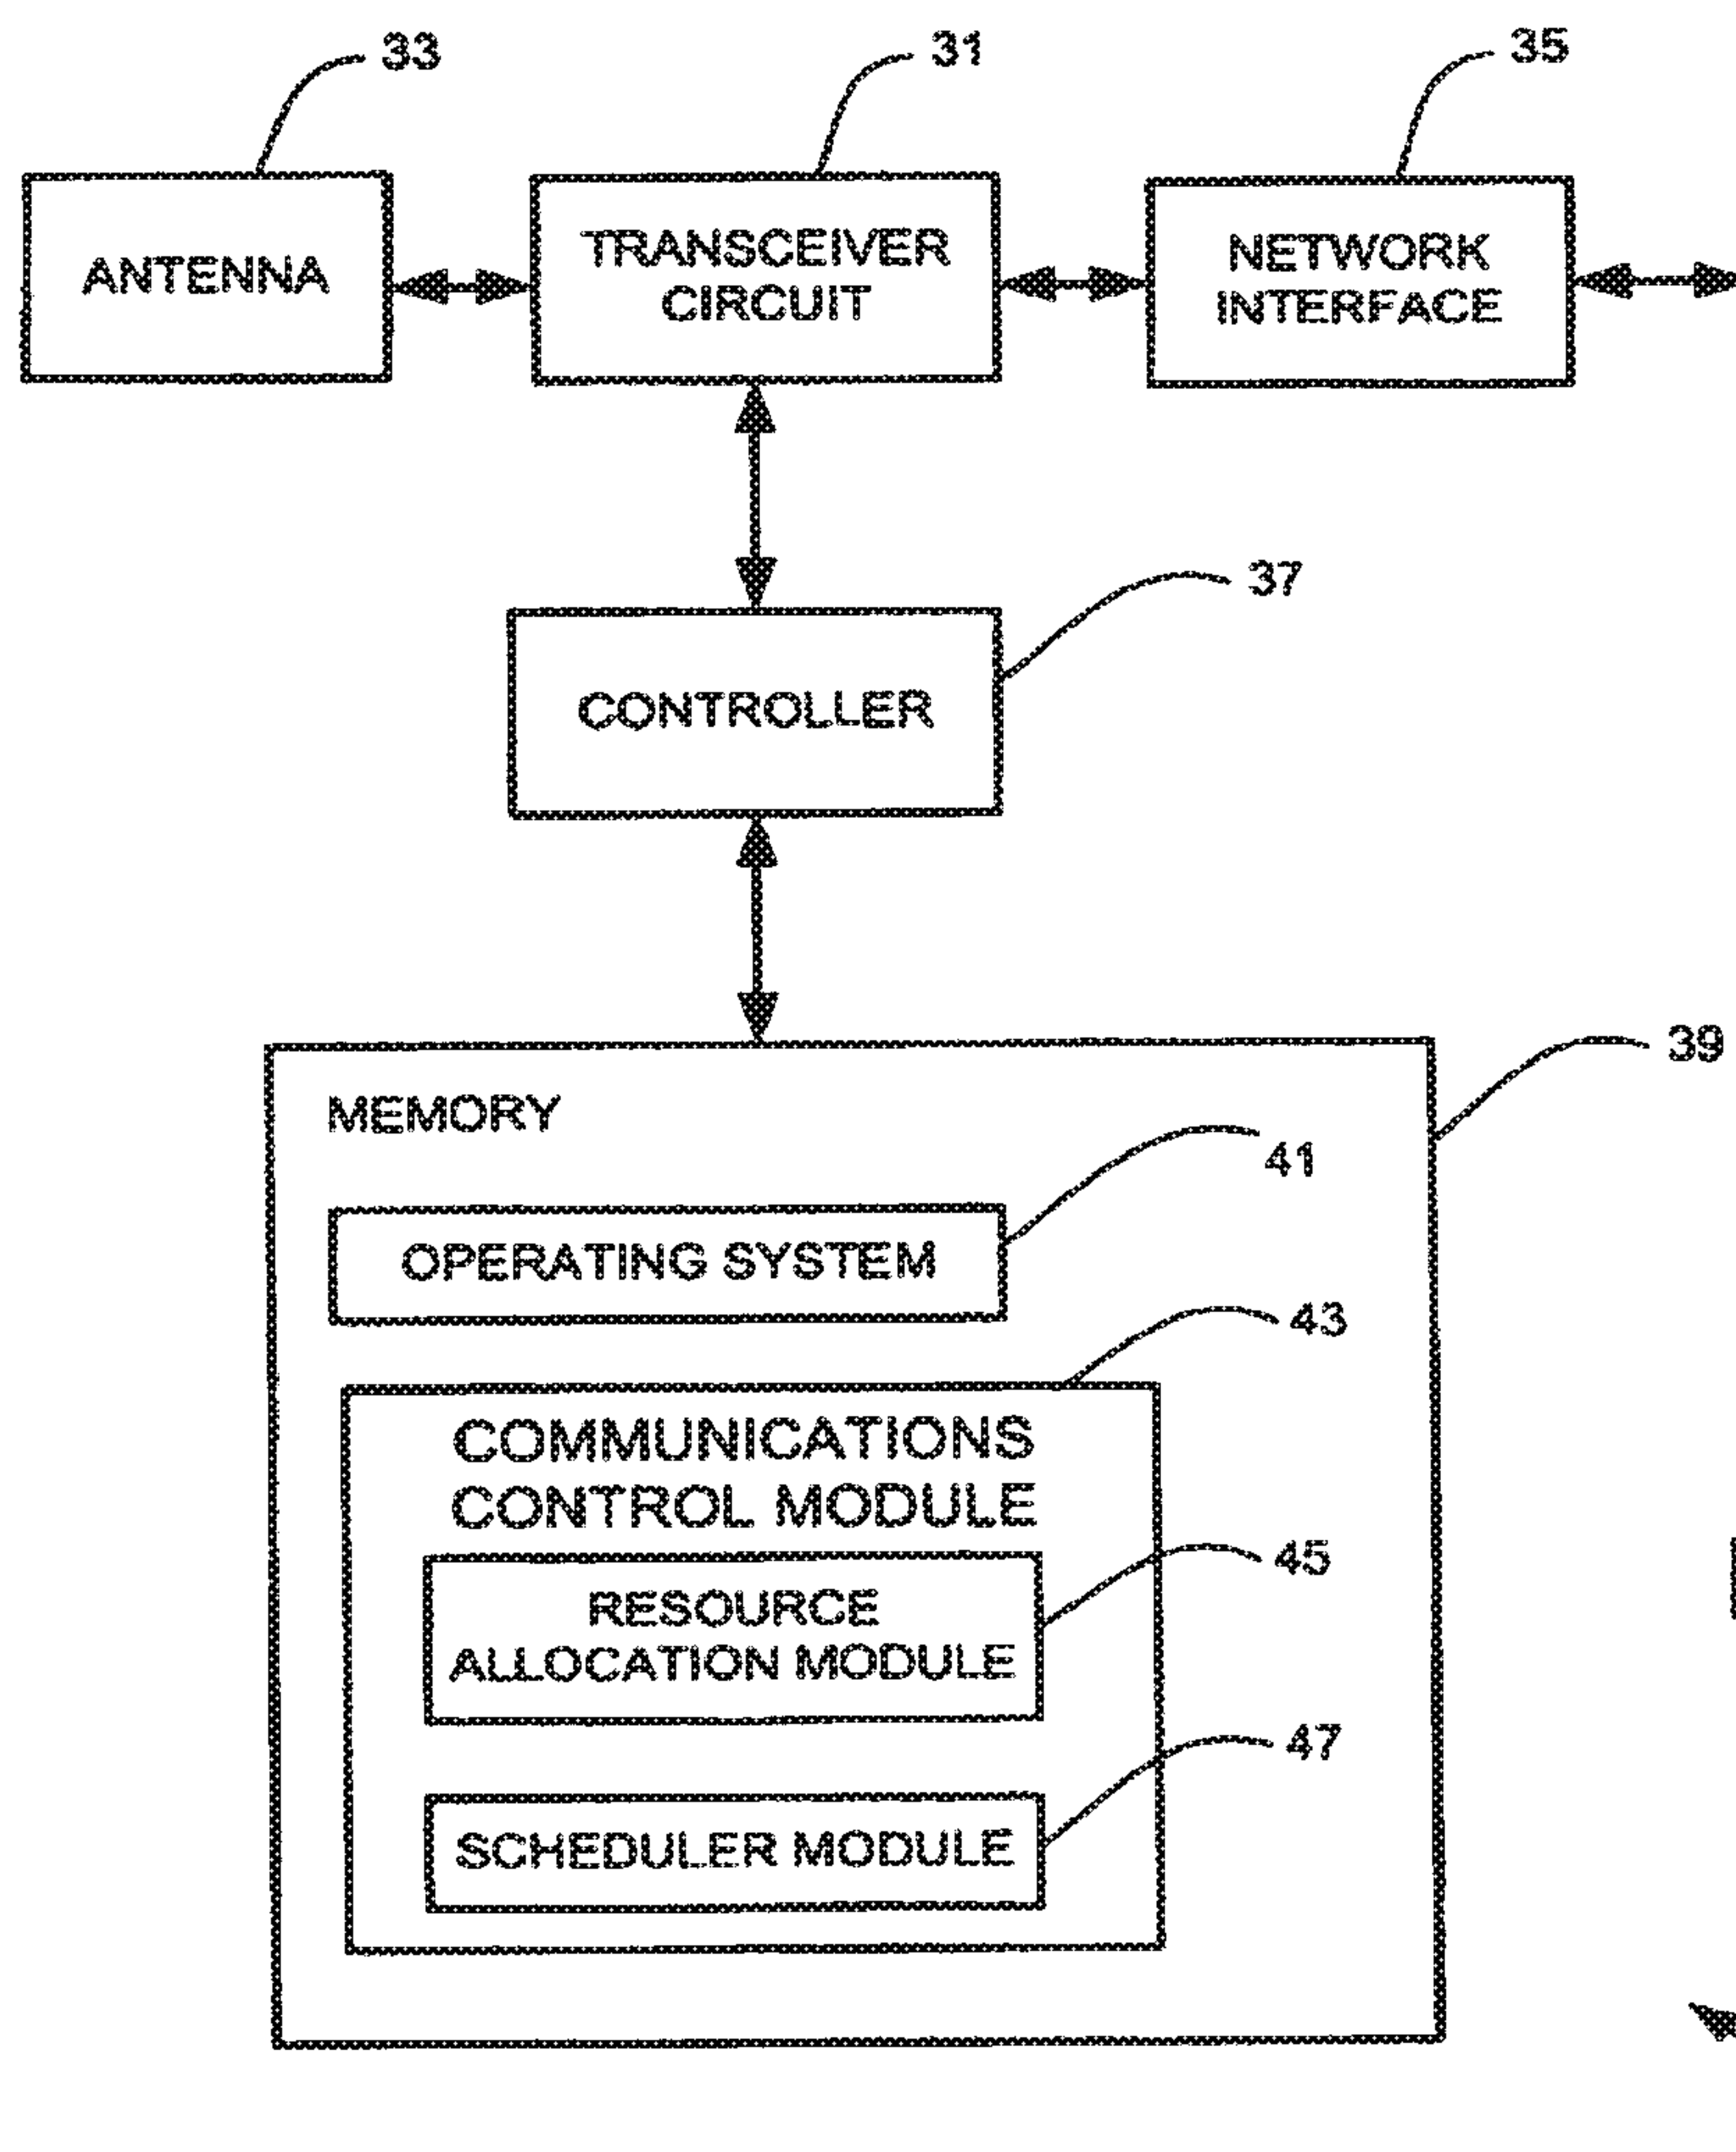 33
31
35
ANTENNA
TRANSCEIVER
CIRCUIT
NETWORK
INTERFACE
37
CONTROLLER
39
MEMORY
41
OPERATING SYSTEM
43
COMMUNICATIONS
CONTROL MODULE
45
RESOURCE
ALLOCATION MODULE
47
SCHEDULER MODULE